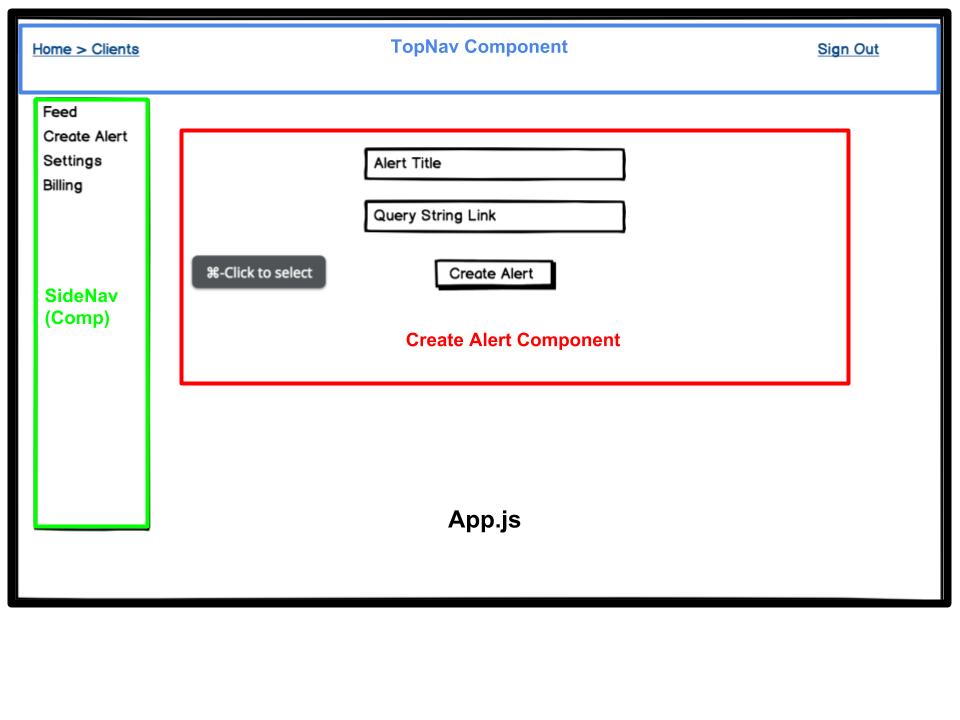 Home > Clients
TopNav Component
Sign Out
Feed
Create Alert
Settings
Billing
SideNav
(Comp)
Alert Title
Query String Link
⌘-Click to select
Create Alert
Create Alert Component
App.js